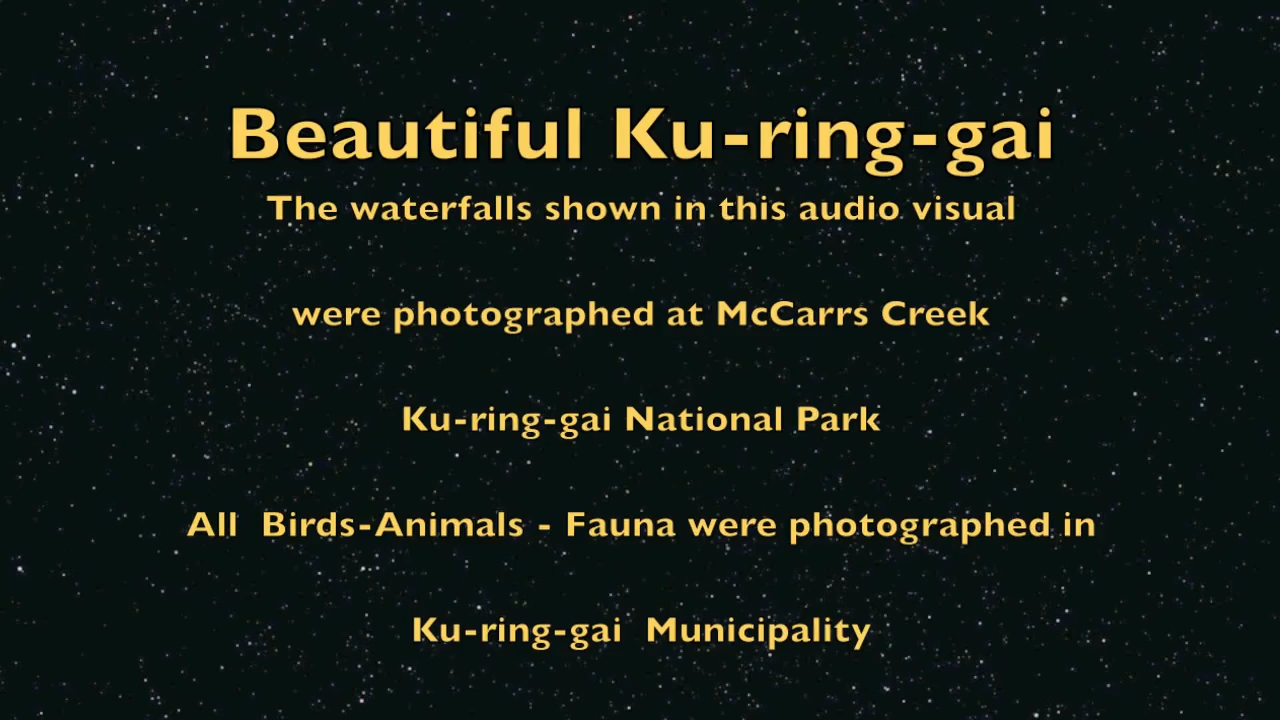 Beautiful Ku-ring-gai
The waterfalls shown in this audio visual
were photographed at McCarrs Creek
Ku-ring-gai National Park
All  Birds-Animals - Fauna were photographed in
Ku-ring-gai  Municipality